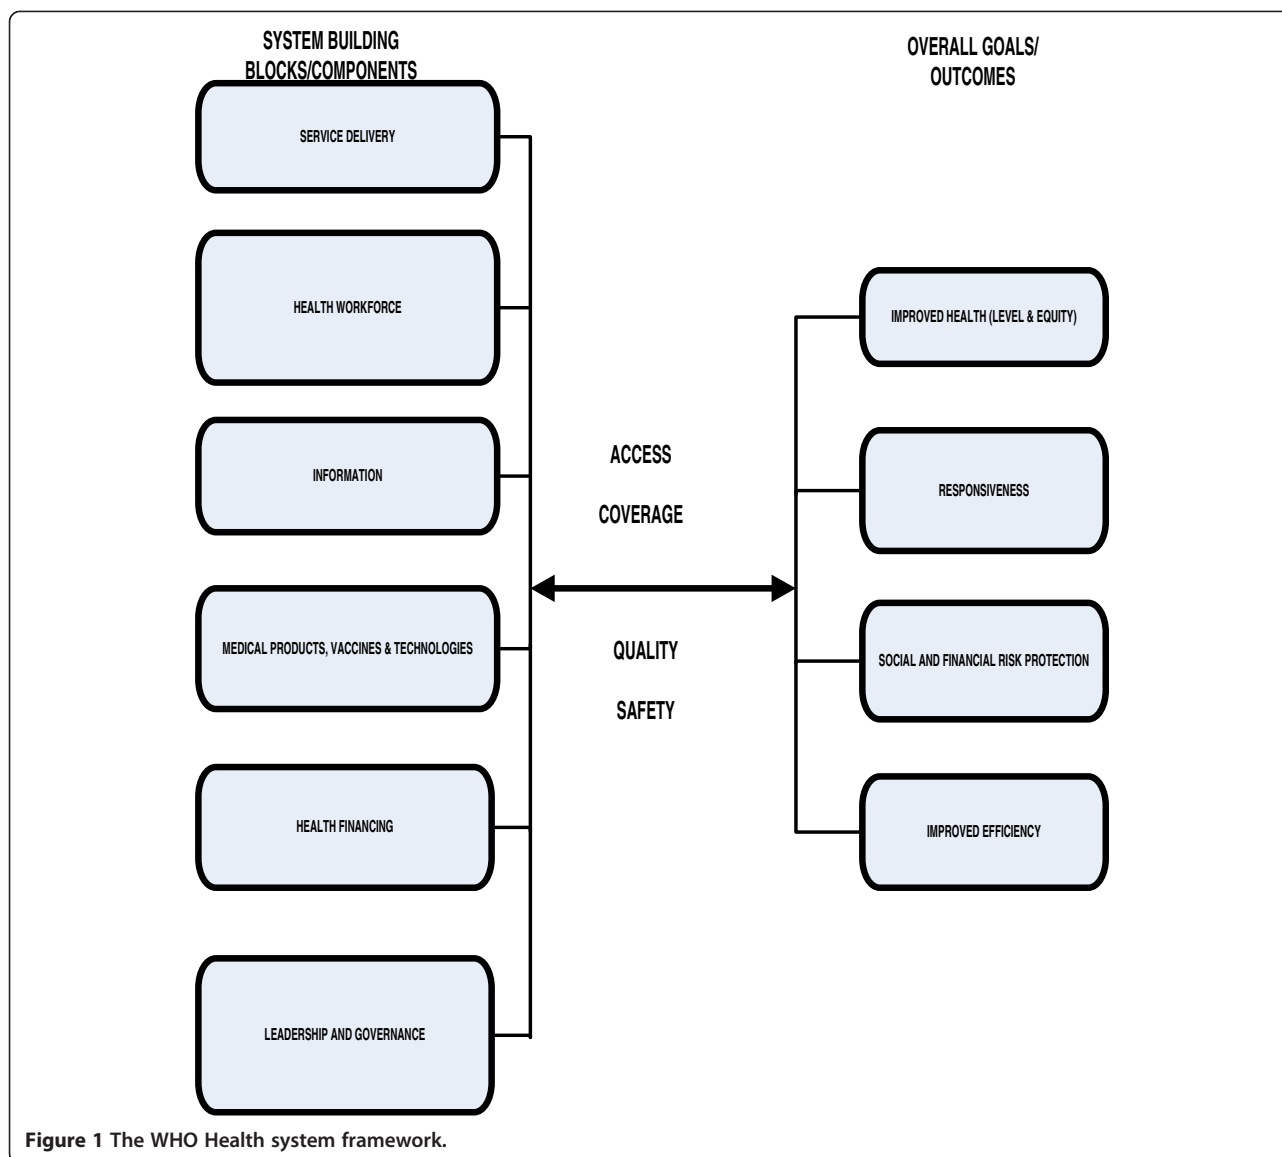 SYSTEM BUILDING
BLOCKS/COMPONENTS
SERVICE DELIVERY
HEALTH WORKFORCE
INFORMATION
MEDICAL PRODUCTS, VACCINES & TECHNOLOGIES
HEALTH FINANCING
LEADERSHIP AND GOVERNANCE
ACCESS
COVERAGE
QUALITY
SAFETY
OVERALL GOALS/
OUTCOMES
IMPROVED HEALTH (LEVEL & EQUITY)
RESPONSIVENESS
SOCIAL AND FINANCIAL RISK PROTECTION
IMPROVED EFFICIENCY
Figure 1 The WHO Health system framework.